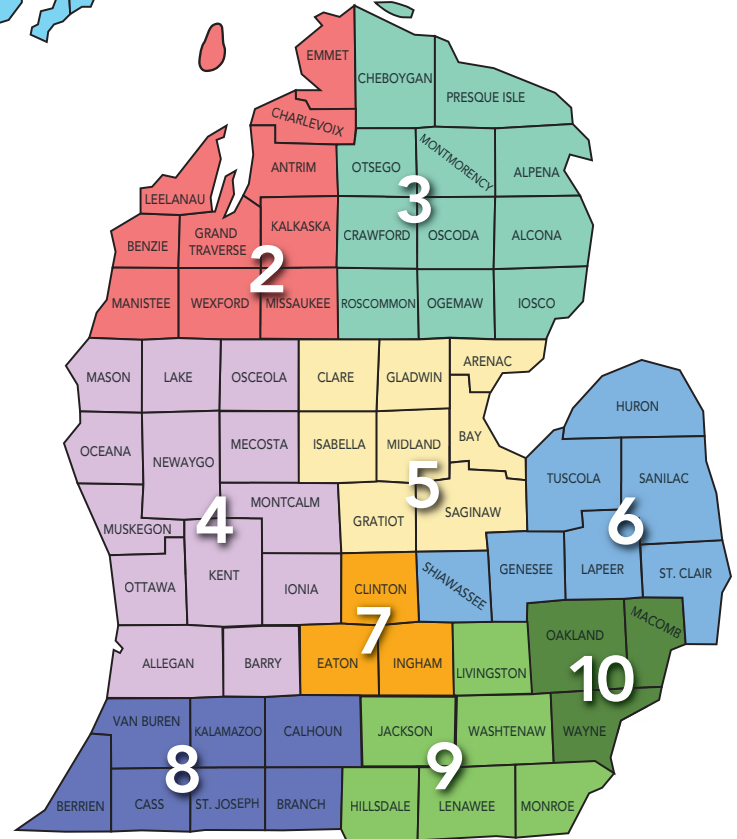 EMMET
CHEBOYGAN
PRESQUE ISLE
CHARLEVOIX
ANTRIM
OTSEGO
MONTMORENCY
ALPENA
3
LEELANAU
BENZIE
GRAND
TRAVERSE
KALKASKA
CRAWFORD
OSCODA
ALCONA
2
MANISTEE
WEXFORD
MISSAUKEE
ROSCOMMON
OGEMAW
IOSCO
MASON
LAKE
OSCEOLA
CLARE
GLADWIN
ARENAC
HURON
OCEANA
NEWAYGO
MECOSTA
ISABELLA
MIDLAND
BAY
TUSCOLA
SANILAC
5
MUSKEGON
4
MONTCALM
GRATIOT
SAGINAW
6
OTTAWA
KENT
IONIA
CLINTON
SHIAWASSEE
GENESEE
LAPEER
ST. CLAIR
7
ALLEGAN
BARRY
EATON
INGHAM
LIVINGSTON
OAKLAND
MACOMB
10
VAN BUREN
KALAMAZOO
CALHOUN
JACKSON
WASHTENAW
WAYNE
8
9
BERRIEN
CASS
ST. JOSEPH
BRANCH
HILLSDALE
LENAWEE
MONROE